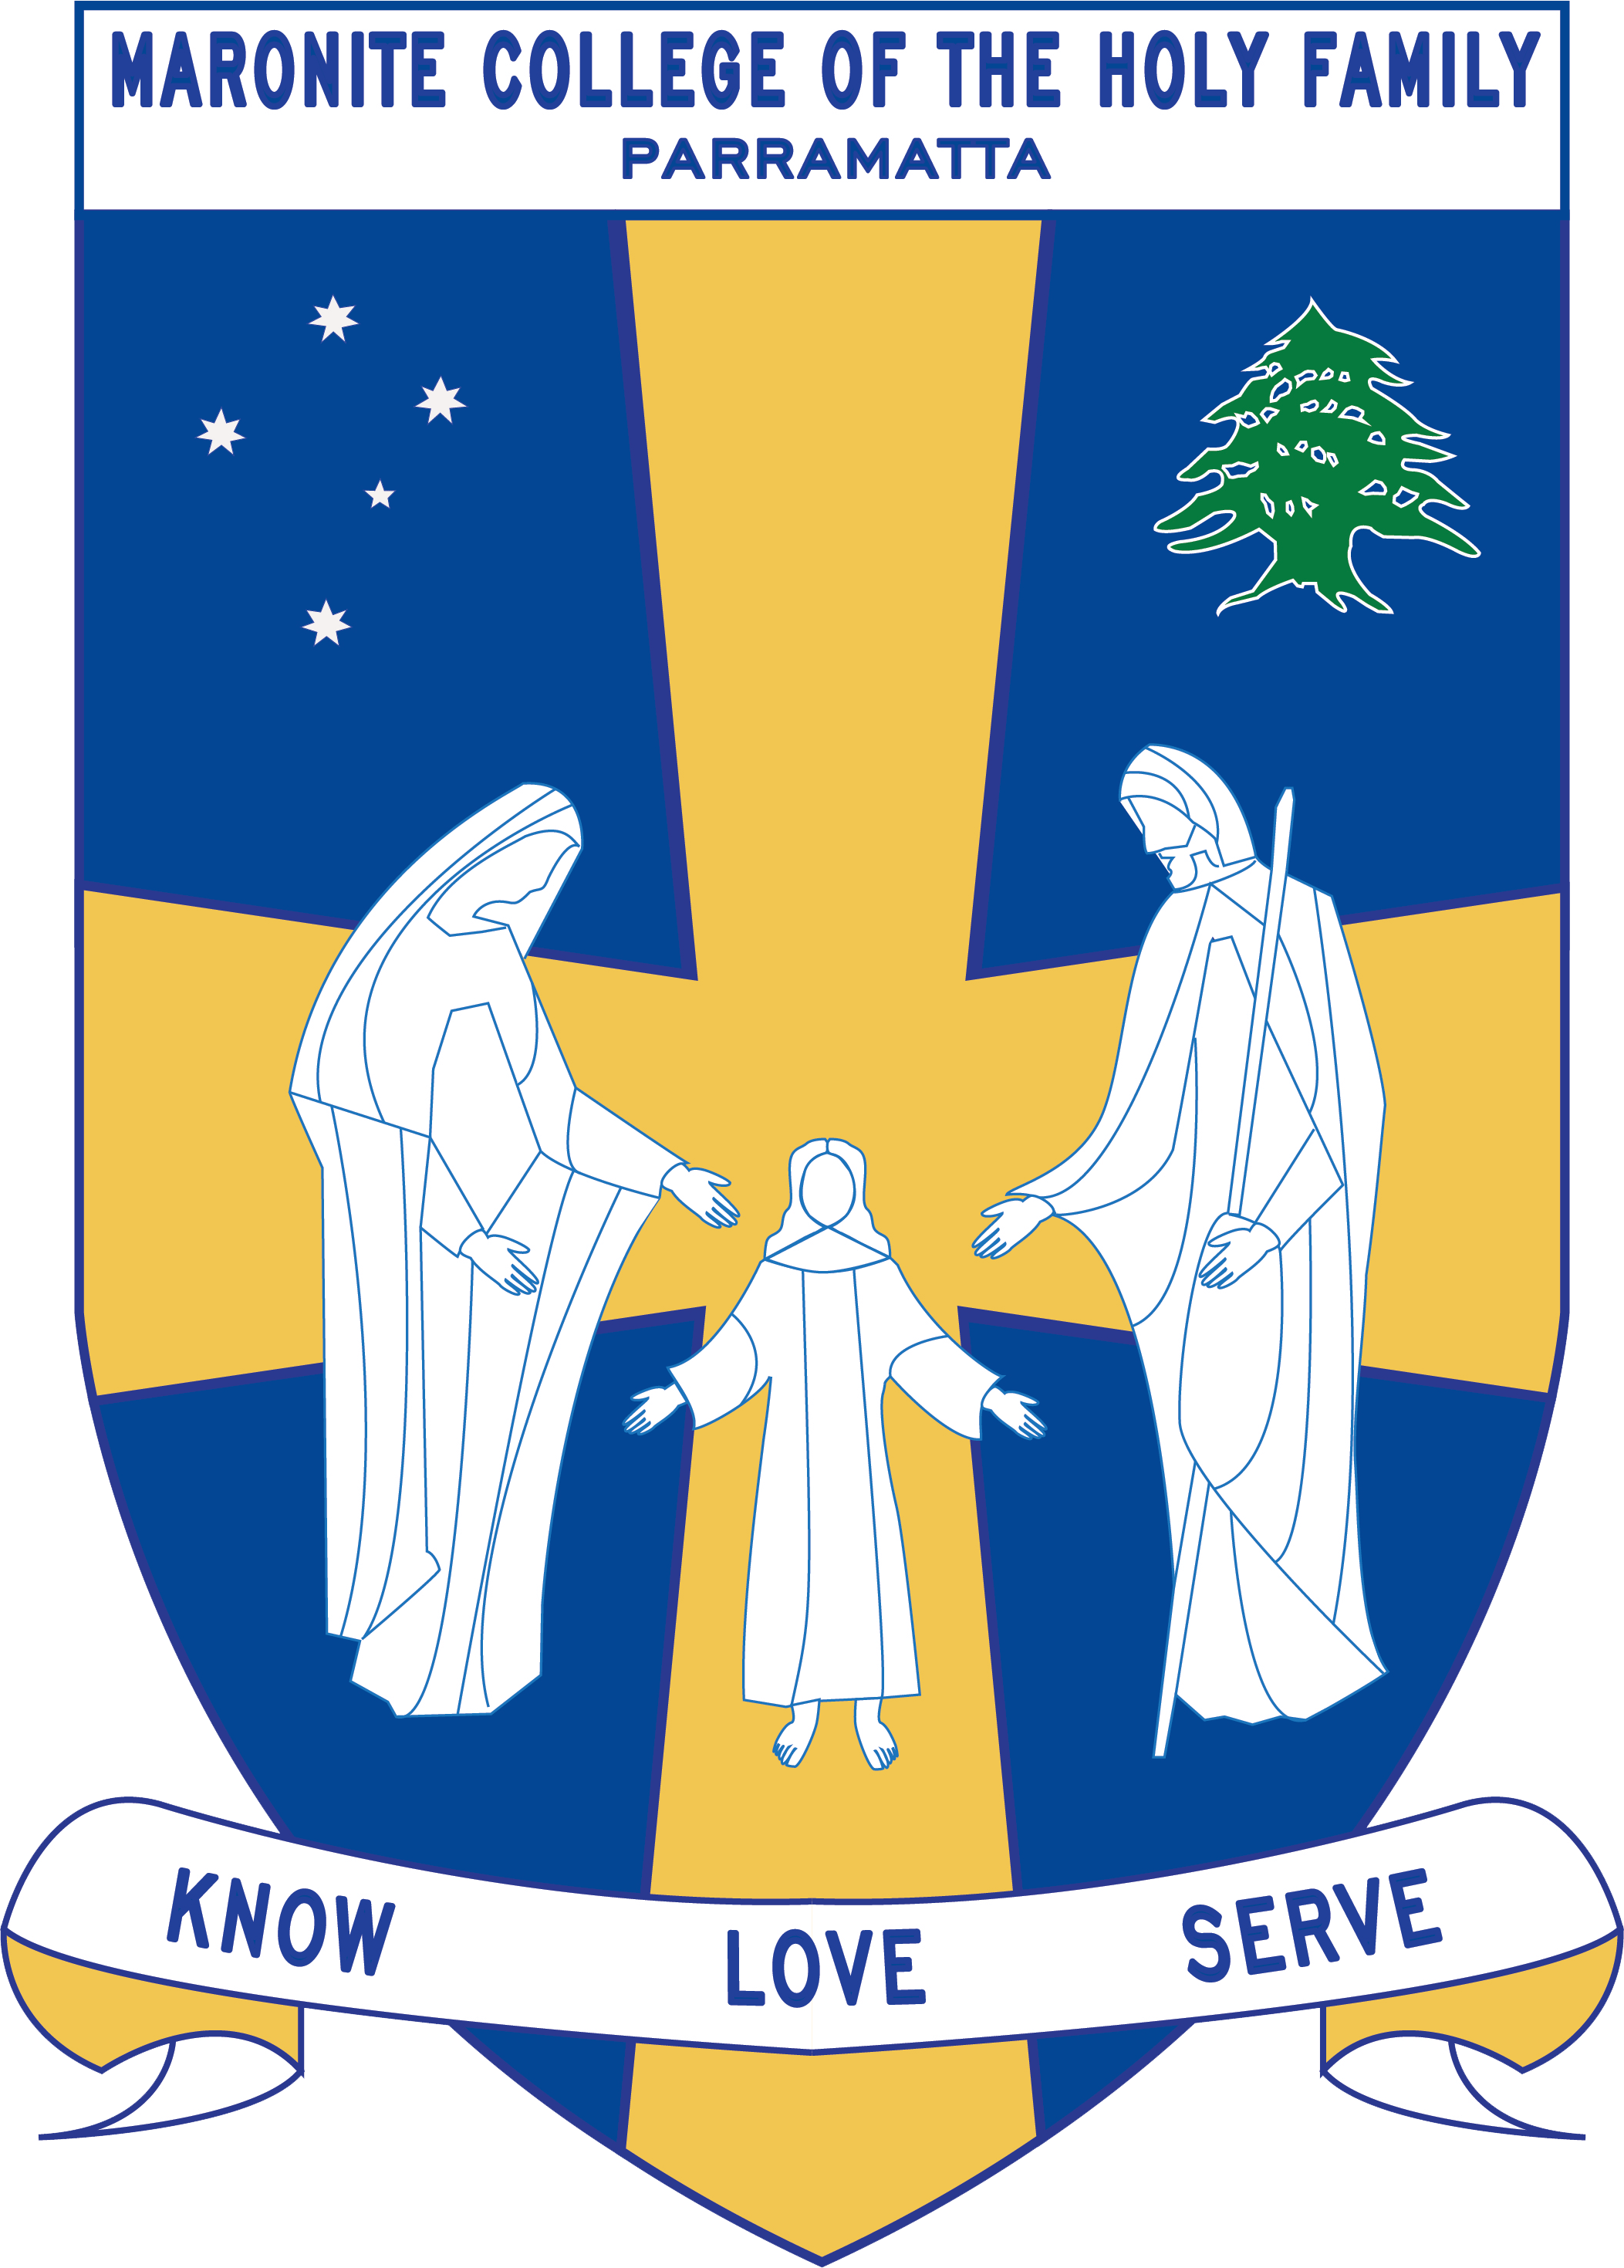 MARONITE COLLEGE OF THE HOLY FAMILY
PARRAMATTA
KNOW LOVE SERVE